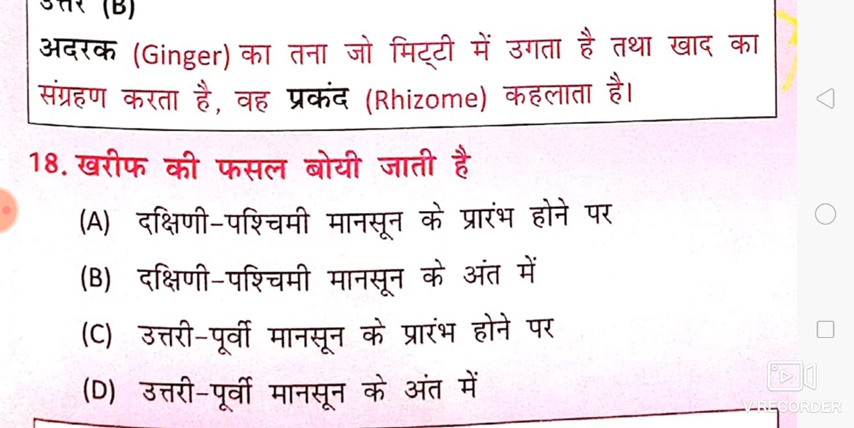 उत्तर (B)
अदरक (Ginger) का तना जो मिट्टी में उगता है तथा खाद का
संग्रहण करता है, वह प्रकंद (Rhizome) कहलाता है।
18. खरीफ की फसल बोयी जाती है
(A) दक्षिणी-पश्चिमी मानसून के प्रारंभ होने पर
(B) दक्षिणी-पश्चिमी मानसून के अंत में
(C) उत्तरी-पूर्वी मानसून के प्रारंभ होने पर
(D) उत्तरी-पूर्वी मानसून के अंत में
V RECORDER